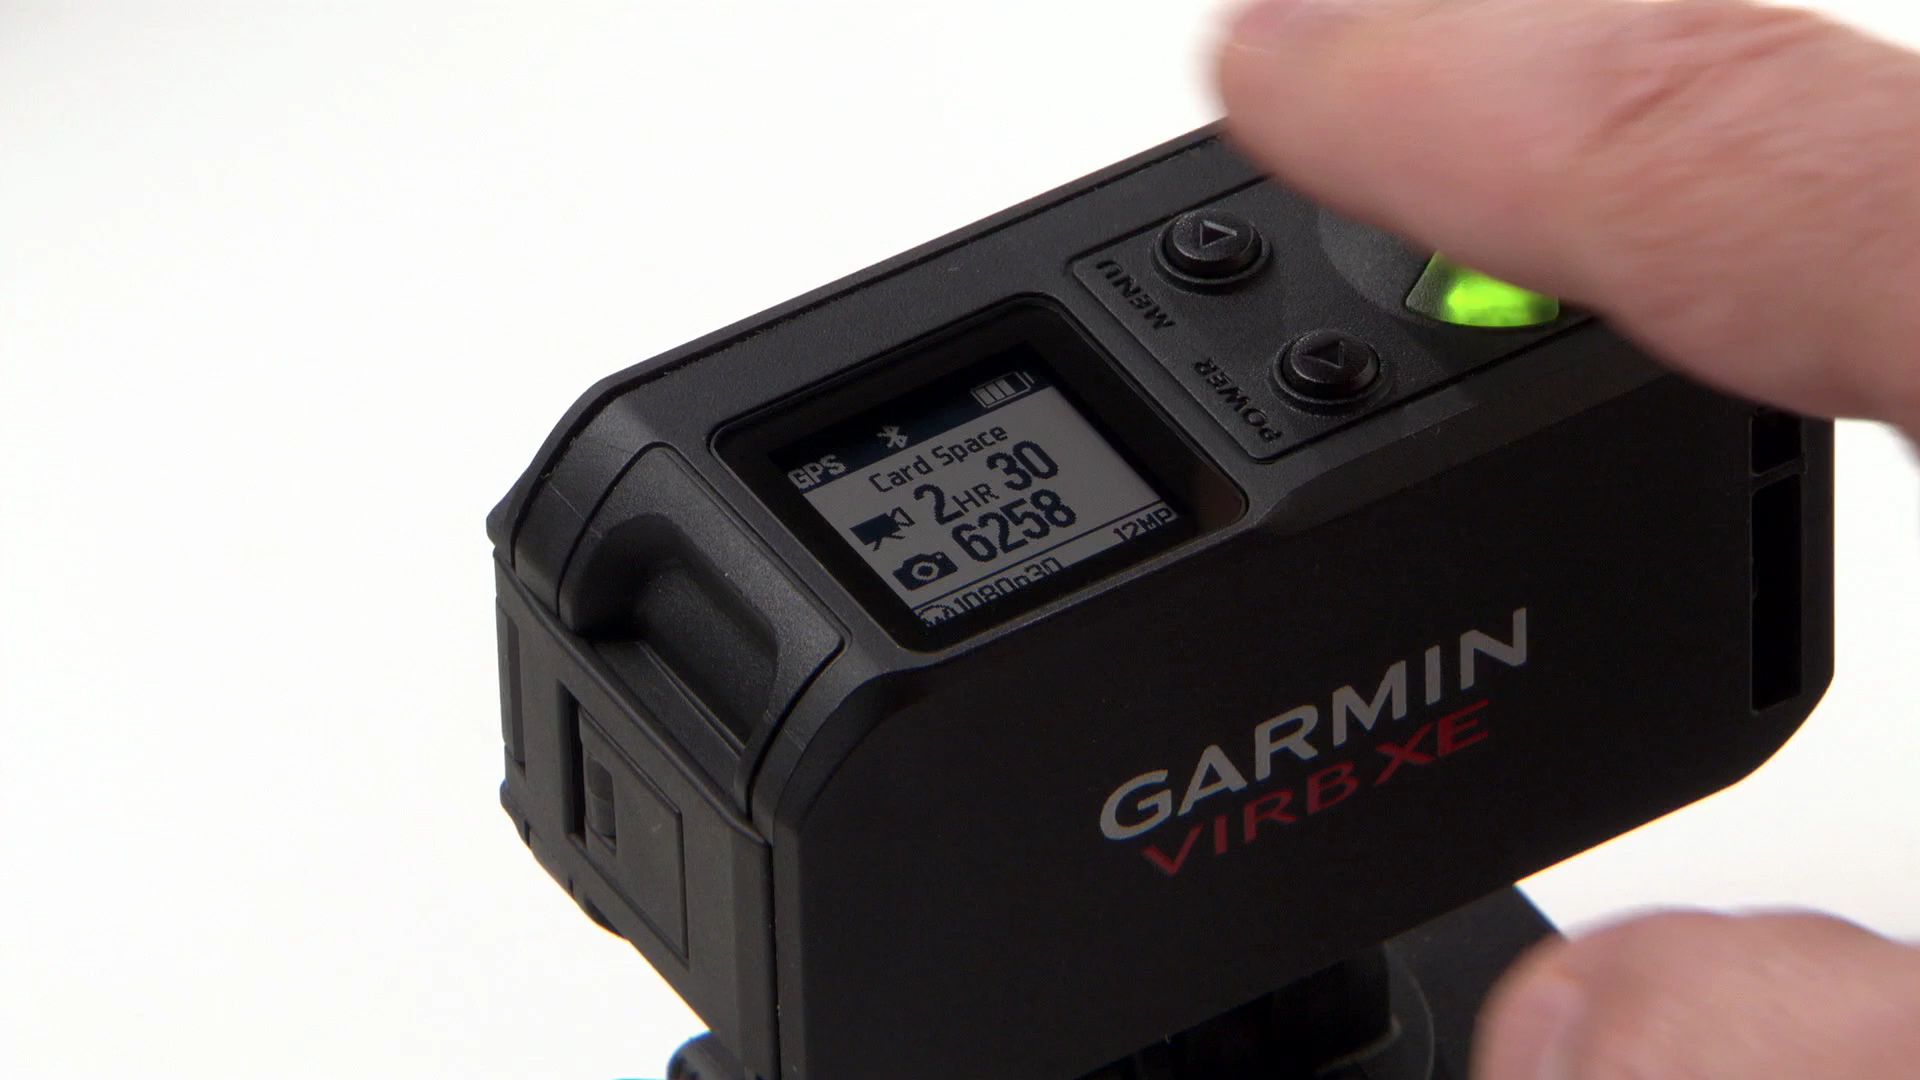 MENU
POWER
GPS
Card Space
2HR 30
6258
1080p30 12MP
GARMIN
VIRB XE